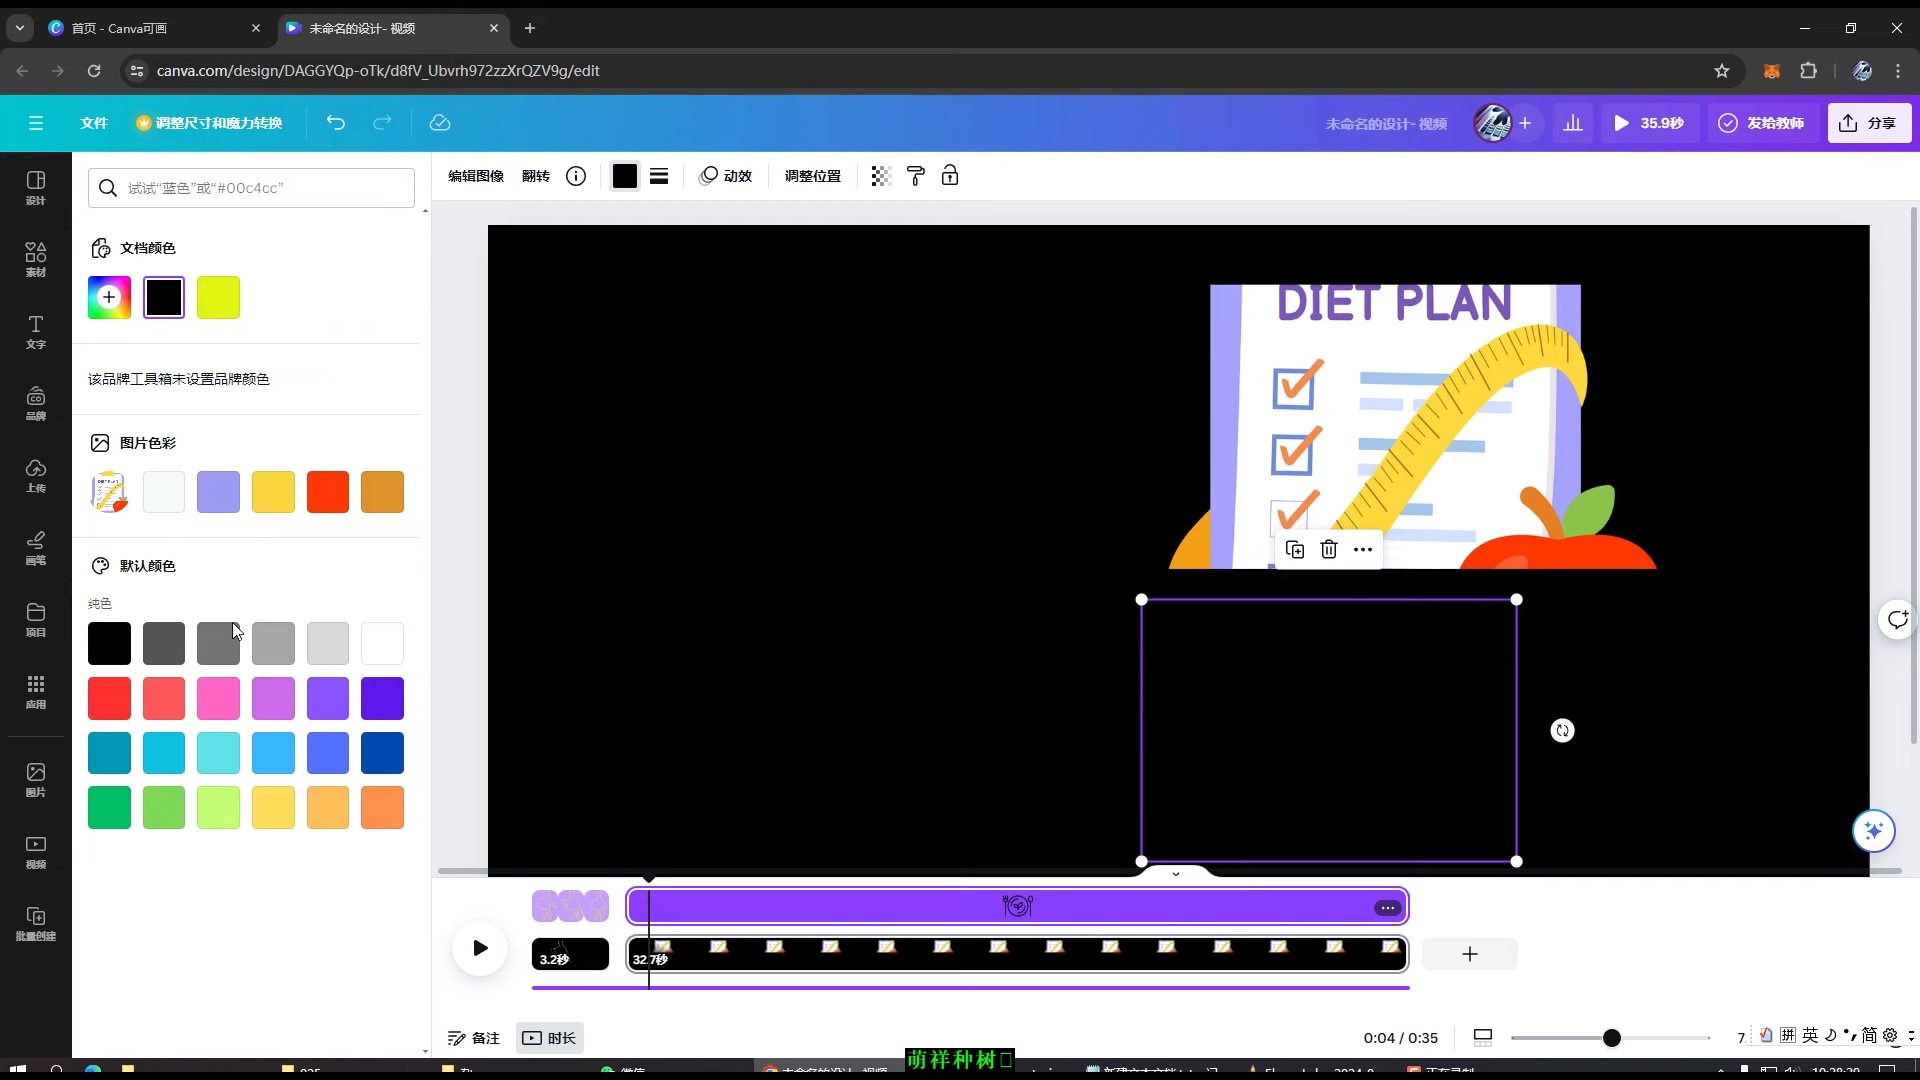 首页 - Canva可画
未命名的设计- 视频
canva.com/design/DAGGYQp-oTk/d8fV_Ubvrh972zzXrQZV9g/edit
文件
调整尺寸和魔力转换
未命名的设计- 视频
35.9秒
发给教师
分享
设计
素材
文字
品牌
上传
画笔
项目
应用
图片
视频
批量创建
试试“蓝色”或“#00c4cc”
文档颜色
该品牌工具箱未设置品牌颜色
图片色彩
默认颜色
纯色
编辑图像
翻转
动效
调整位置
DIET PLAN
3.2秒
32.7秒
备注
时长
0:04 / 0:35
7
拼 英
简
萌祥种树